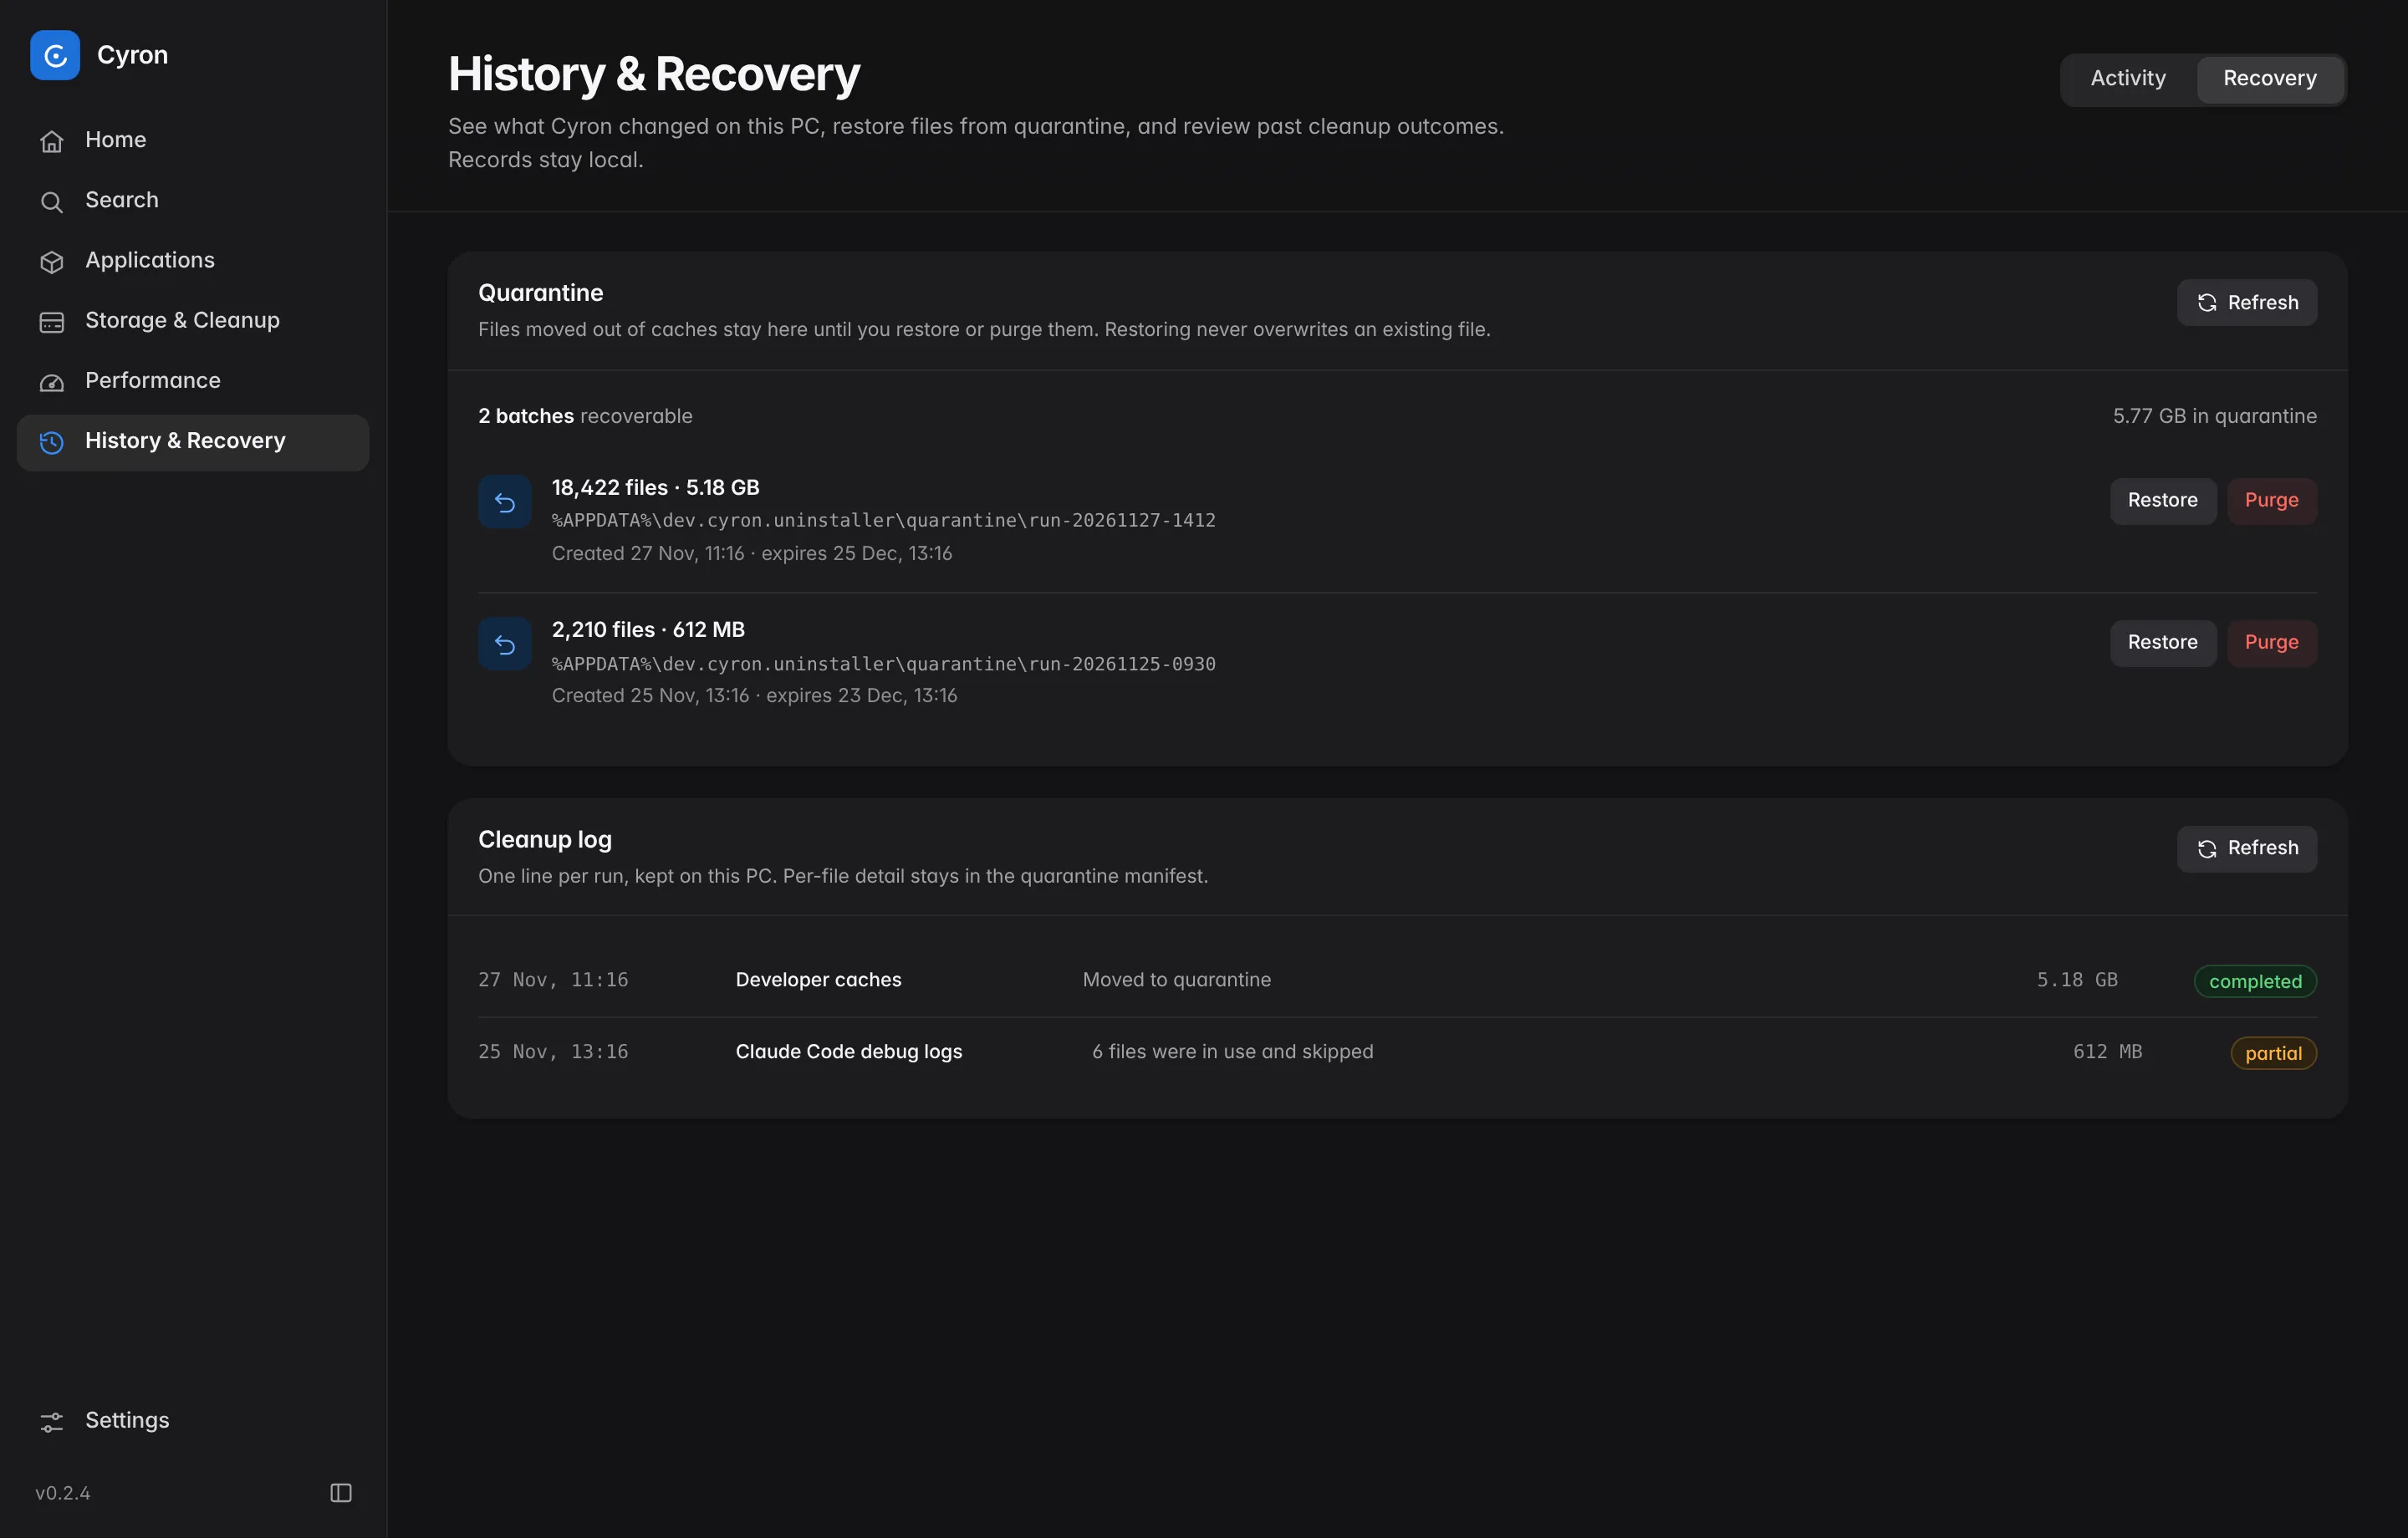 Cyron
Home
Search
Applications
Storage & Cleanup
Performance
History & Recovery
Settings
v0.2.4
History & Recovery
See what Cyron changed on this PC, restore files from quarantine, and review past cleanup outcomes.
Records stay local.
Activity
Recovery
Quarantine
Files moved out of caches stay here until you restore or purge them. Restoring never overwrites an existing file.
Refresh
2 batches recoverable
5.77 GB in quarantine
18,422 files · 5.18 GB
%APPDATA%\dev.cyron.uninstaller\quarantine\run-20261127-1412
Created 27 Nov, 11:16 · expires 25 Dec, 13:16
Restore
Purge
2,210 files · 612 MB
%APPDATA%\dev.cyron.uninstaller\quarantine\run-20261125-0930
Created 25 Nov, 13:16 · expires 23 Dec, 13:16
Restore
Purge
Cleanup log
One line per run, kept on this PC. Per-file detail stays in the quarantine manifest.
Refresh
27 Nov, 11:16 Developer caches Moved to quarantine 5.18 GB completed
25 Nov, 13:16 Claude Code debug logs 6 files were in use and skipped 612 MB partial